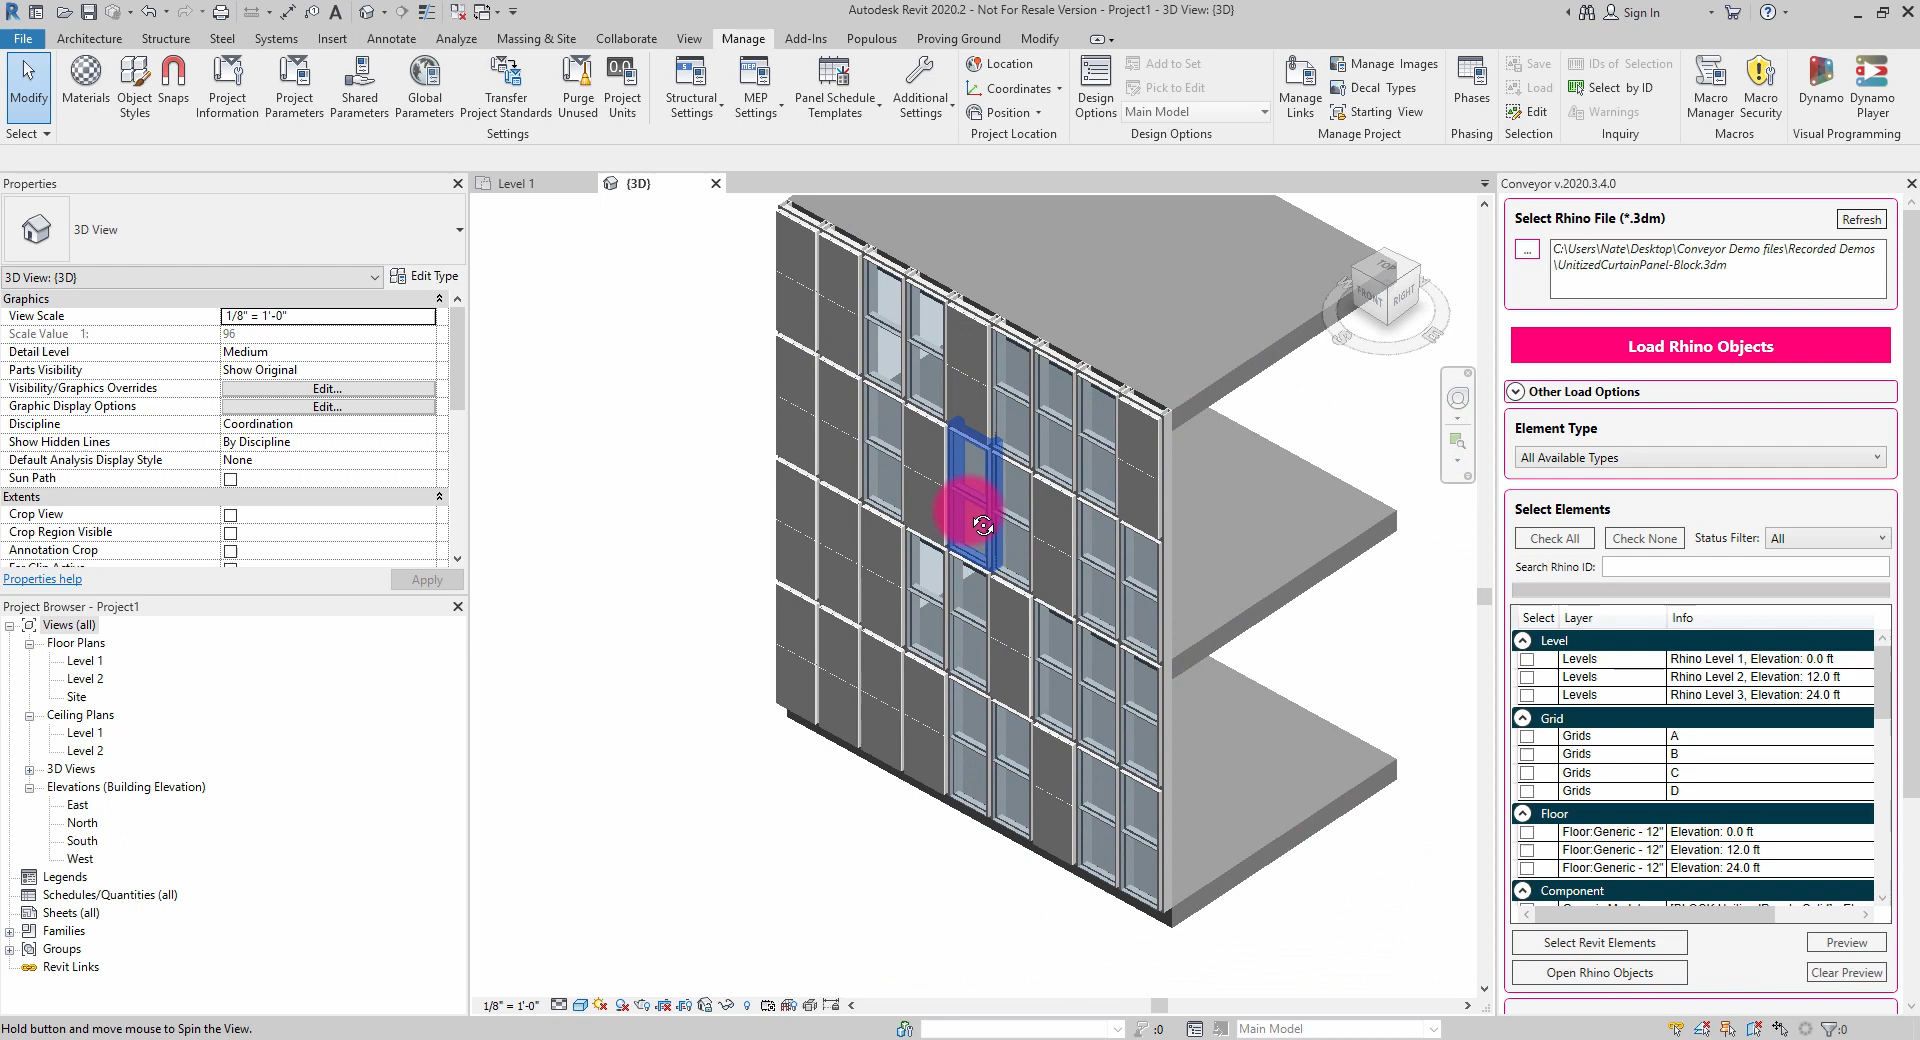 Autodesk Revit 2020.2 - Not For Resale Version - Project1 - 3D View: {3D}
Sign In
File Architecture Structure Steel Systems Insert Annotate Analyze Massing & Site Collaborate View Manage Add-Ins Populous Proving Ground Modify
Modify
Materials
Object Styles
Snaps
Project Information
Project Parameters
Shared Parameters
Global Parameters
Transfer Project Standards
Purge Unused
Project Units
Structural Settings
MEP Settings
Panel Schedule Templates
Additional Settings
Location
Coordinates
Position
Design Options
Add to Set
Pick to Edit
Main Model
Manage Links
Manage Images
Decal Types
Starting View
Phases
Save
Load
Edit
IDs of Selection
Select by ID
Warnings
Macro Manager
Macro Security
Dynamo
Dynamo Player
Select
Settings
Project Location
Design Options
Manage Project
Phasing
Selection
Inquiry
Macros
Visual Programming
Properties
3D View
3D View: {3D}
Edit Type
Graphics
View Scale 1/8" = 1'-0"
Scale Value 1: 96
Detail Level Medium
Parts Visibility Show Original
Visibility/Graphics Overrides Edit...
Graphic Display Options Edit...
Discipline Coordination
Show Hidden Lines By Discipline
Default Analysis Display Style None
Sun Path
Extents
Crop View
Crop Region Visible
Annotation Crop
Properties help
Apply
Project Browser - Project1
Views (all)
Floor Plans
Level 1
Level 2
Site
Ceiling Plans
Level 1
Level 2
3D Views
Elevations (Building Elevation)
East
North
South
West
Legends
Schedules/Quantities (all)
Sheets (all)
Families
Groups
Revit Links
Level 1
{3D}
TOP
FRONT
RIGHT
1/8" = 1'-0"
Conveyor v.2020.3.4.0
Select Rhino File (*.3dm)
Refresh
...
C:\Users\Nate\Desktop\Conveyor Demo files\Recorded Demos
\UnitizedCurtainPanel-Block.3dm
Load Rhino Objects
Other Load Options
Element Type
All Available Types
Select Elements
Check All
Check None
Status Filter:
All
Search Rhino ID:
Select Layer Info
Level
Levels Rhino Level 1, Elevation: 0.0 ft
Levels Rhino Level 2, Elevation: 12.0 ft
Levels Rhino Level 3, Elevation: 24.0 ft
Grid
Grids A
Grids B
Grids C
Grids D
Floor
Floor:Generic - 12" Elevation: 0.0 ft
Floor:Generic - 12" Elevation: 12.0 ft
Floor:Generic - 12" Elevation: 24.0 ft
Component
Select Revit Elements
Preview
Open Rhino Objects
Clear Preview
Hold button and move mouse to Spin the View.
:0
Main Model
:0